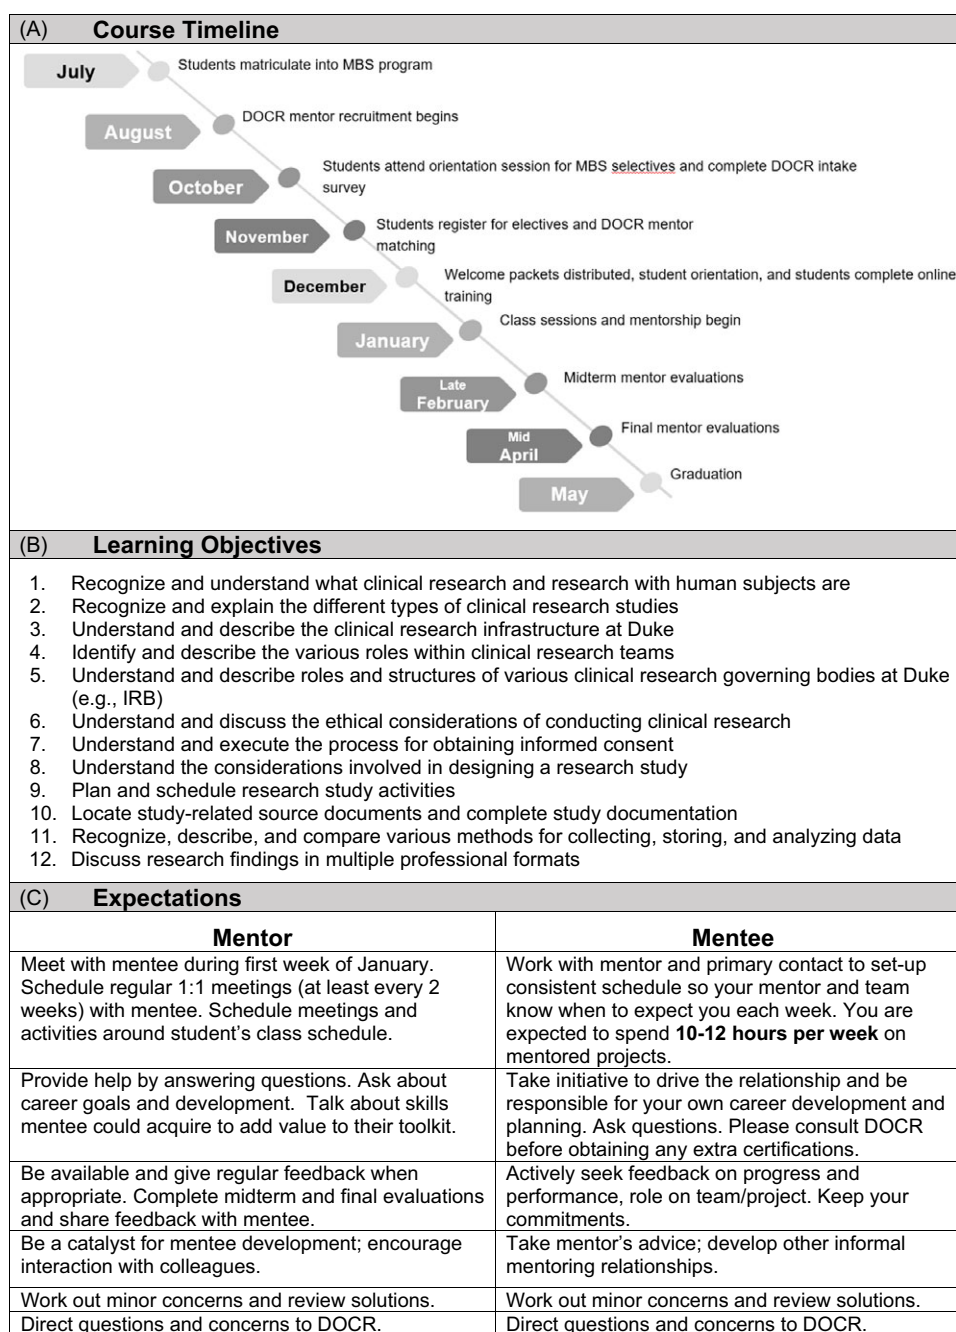 (A) Course Timeline
July
Students matriculate into MBS program
August
DOCR mentor recruitment begins
October
Students attend orientation session for MBS selectives and complete DOCR intake
survey
November
Students register for electives and DOCR mentor
matching
December
Welcome packets distributed, student orientation, and students complete online
training
January
Class sessions and mentorship begin
Late
February
Midterm mentor evaluations
Mid
April
Final mentor evaluations
May
Graduation
(B) Learning Objectives
1. Recognize and understand what clinical research and research with human subjects are
2. Recognize and explain the different types of clinical research studies
3. Understand and describe the clinical research infrastructure at Duke
4. Identify and describe the various roles within clinical research teams
5. Understand and describe roles and structures of various clinical research governing bodies at Duke
(e.g., IRB)
6. Understand and discuss the ethical considerations of conducting clinical research
7. Understand and execute the process for obtaining informed consent
8. Understand the considerations involved in designing a research study
9. Plan and schedule research study activities
10. Locate study-related source documents and complete study documentation
11. Recognize, describe, and compare various methods for collecting, storing, and analyzing data
12. Discuss research findings in multiple professional formats
(C) Expectations
Mentor
Mentee
Meet with mentee during first week of January.
Schedule regular 1:1 meetings (at least every 2
weeks) with mentee. Schedule meetings and
activities around student's class schedule.
Work with mentor and primary contact to set-up
consistent schedule so your mentor and team
know when to expect you each week. You are
expected to spend 10-12 hours per week on
mentored projects.
Provide help by answering questions. Ask about
career goals and development. Talk about skills
mentee could acquire to add value to their toolkit.
Take initiative to drive the relationship and be
responsible for your own career development and
planning. Ask questions. Please consult DOCR
before obtaining any extra certifications.
Be available and give regular feedback when
appropriate. Complete midterm and final evaluations
and share feedback with mentee.
Actively seek feedback on progress and
performance, role on team/project. Keep your
commitments.
Be a catalyst for mentee development; encourage
interaction with colleagues.
Take mentor's advice; develop other informal
mentoring relationships.
Work out minor concerns and review solutions.
Work out minor concerns and review solutions.
Direct questions and concerns to DOCR.
Direct questions and concerns to DOCR.